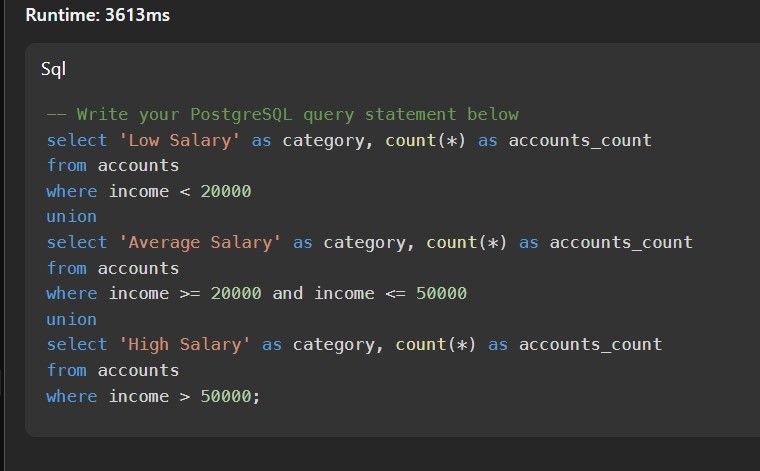 Runtime: 3613ms
Sql
-- Write your PostgreSQL query statement below
select 'Low Salary' as category, count(*) as accounts_count
from accounts
where income < 20000
union
select 'Average Salary' as category, count(*) as accounts_count
from accounts
where income >= 20000 and income <= 50000
union
select 'High Salary' as category, count(*) as accounts_count
from accounts
where income > 50000;